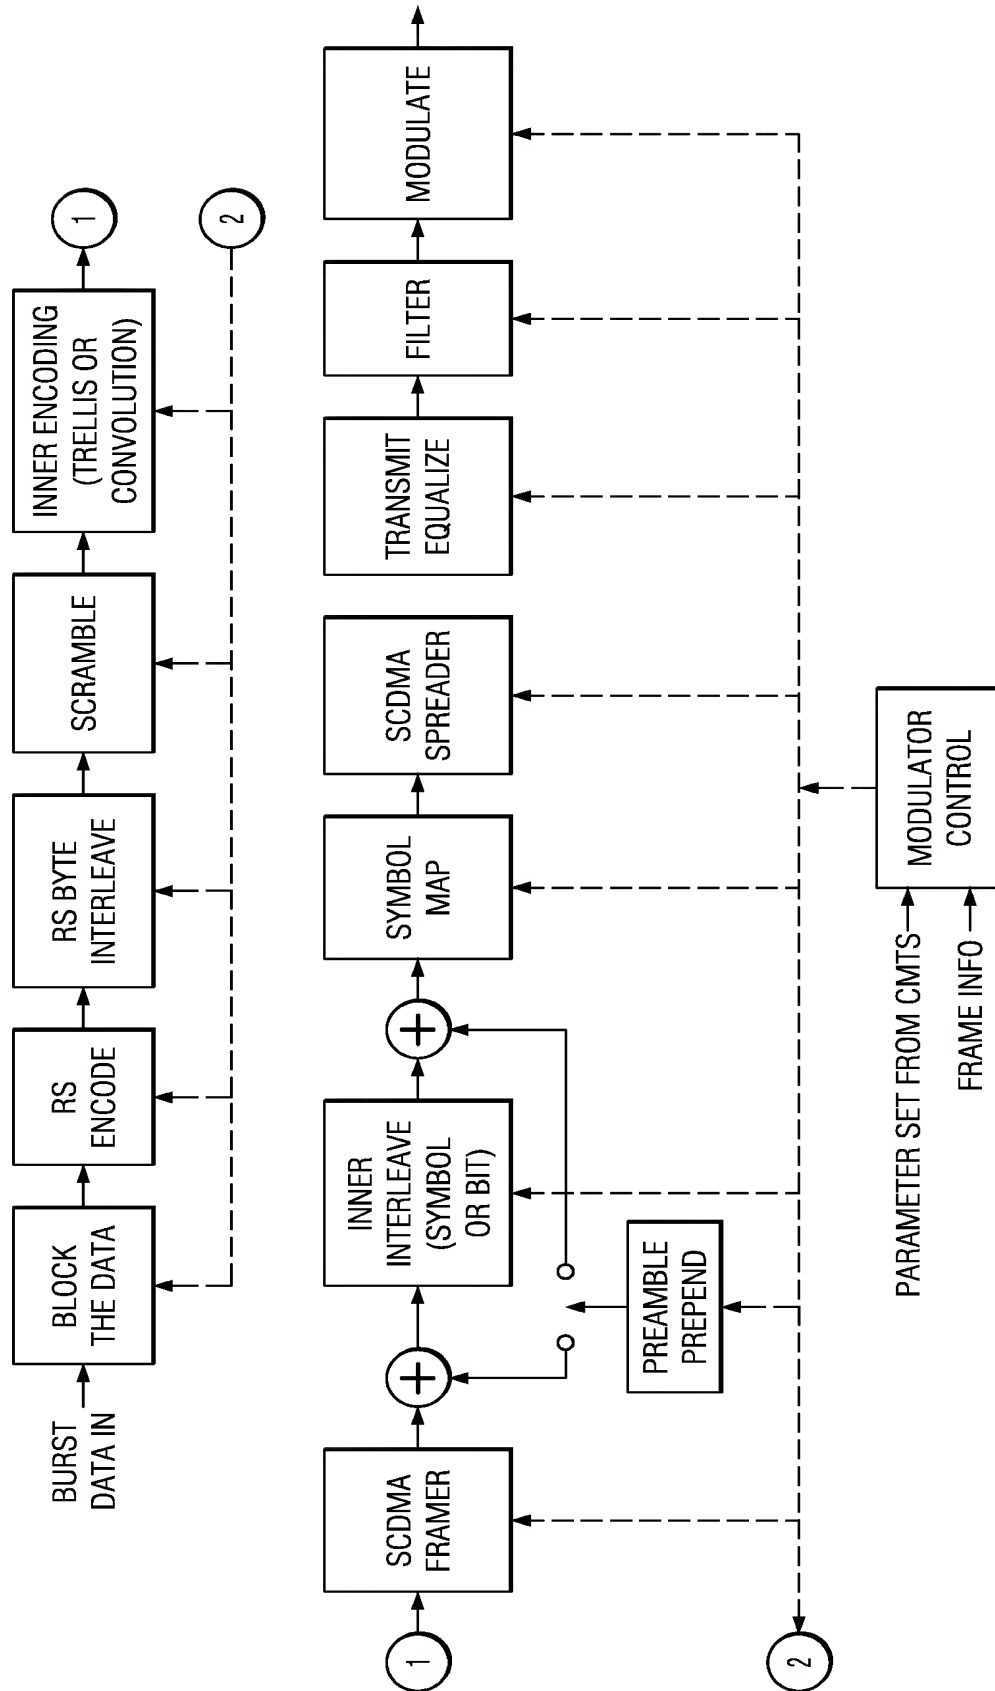 BURST
DATA IN
BLOCK
THE DATA
RS
ENCODE
RS BYTE
INTERLEAVE
SCRAMBLE
INNER ENCODING
(TRELLIS OR
CONVOLUTION)
1
2
1
SCDMA
FRAMER
+
INNER
INTERLEAVE
(SYMBOL
OR BIT)
+
SYMBOL
MAP
SCDMA
SPREADER
TRANSMIT
EQUALIZE
FILTER
MODULATE
PREAMBLE
PREPEND
2
PARAMETER SET FROM CMTS
FRAME INFO
MODULATOR
CONTROL